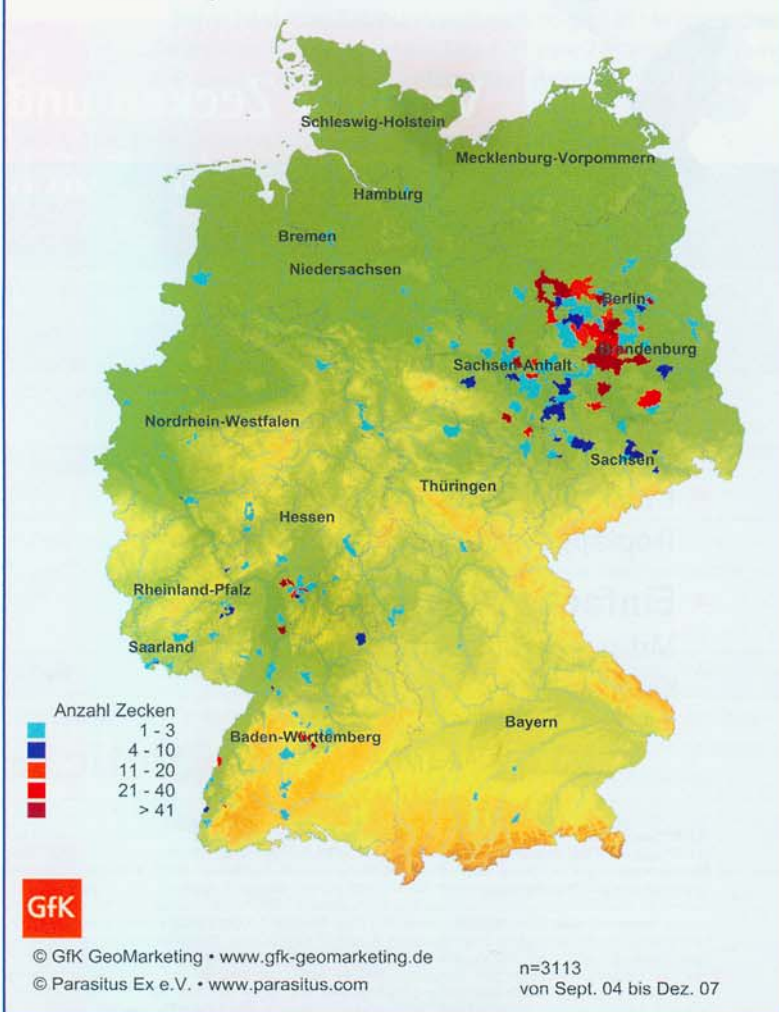 Schleswig-Holstein
Mecklenburg-Vorpommern
Hamburg
Bremen
Niedersachsen
Berlin
Brandenburg
Sachsen-Anhalt
Nordrhein-Westfalen
Sachsen
Thüringen
Hessen
Rheinland-Pfalz
Saarland
Bayern
Baden-Württemberg
Anzahl Zecken
1 - 3
4 - 10
11 - 20
21 - 40
> 41
GfK
© GfK GeoMarketing • www.gfk-geomarketing.de
© Parasitus Ex e.V. • www.parasitus.com
n=3113
von Sept. 04 bis Dez. 07